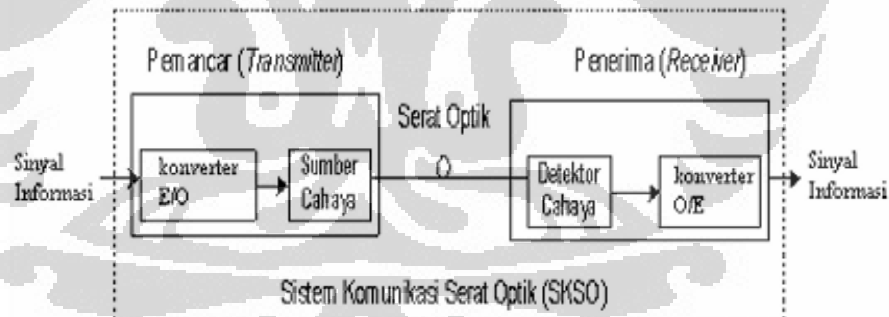 Pemancar (Transmitter)
Penerima (Receiver)
Serat Optik
Sinyal
Informasi
konverter
E/O
Sumber
Cahaya
Detektor
Cahaya
konverter
O/E
Sinyal
Informasi
Sistem Komunikasi Serat Optik (SKSO)